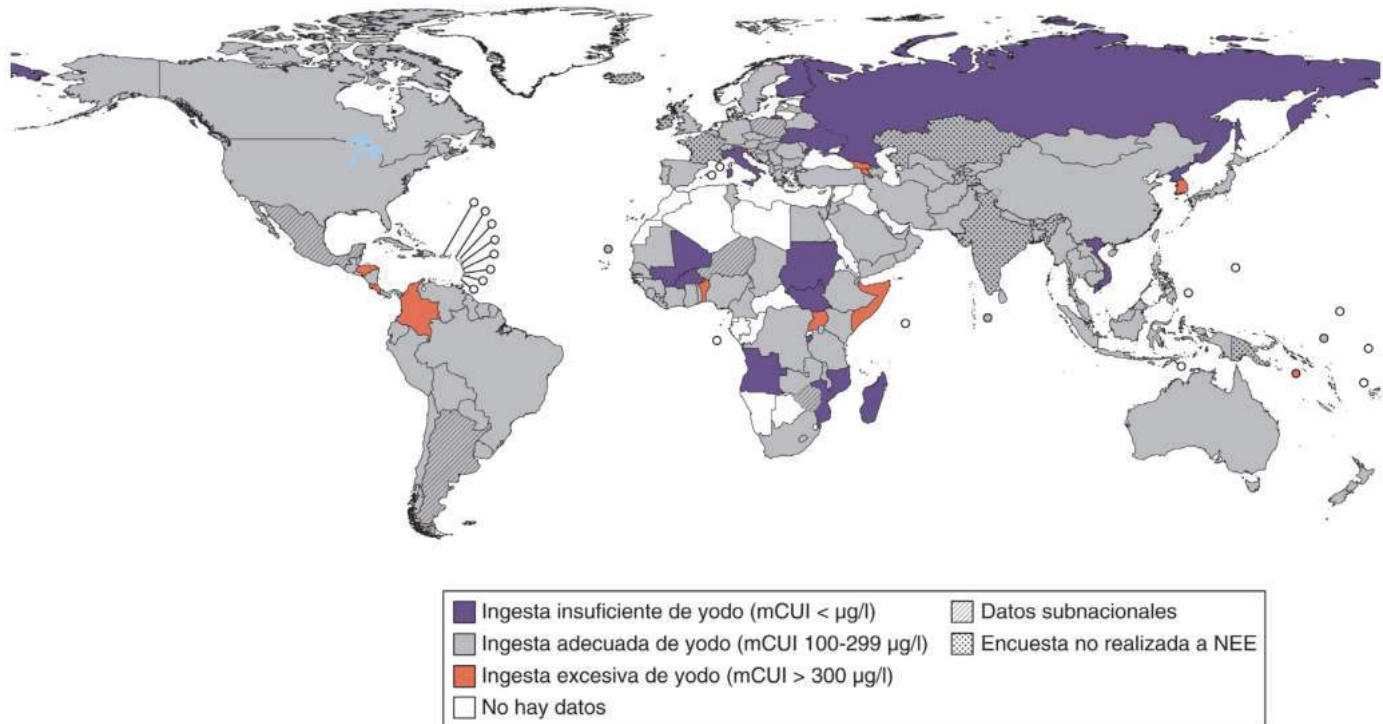 Ingesta insuficiente de yodo (mCUI < µg/l)
Ingesta adecuada de yodo (mCUI 100-299 µg/l)
Ingesta excesiva de yodo (mCUI > 300 µg/l)
No hay datos
Datos subnacionales
Encuesta no realizada a NEE